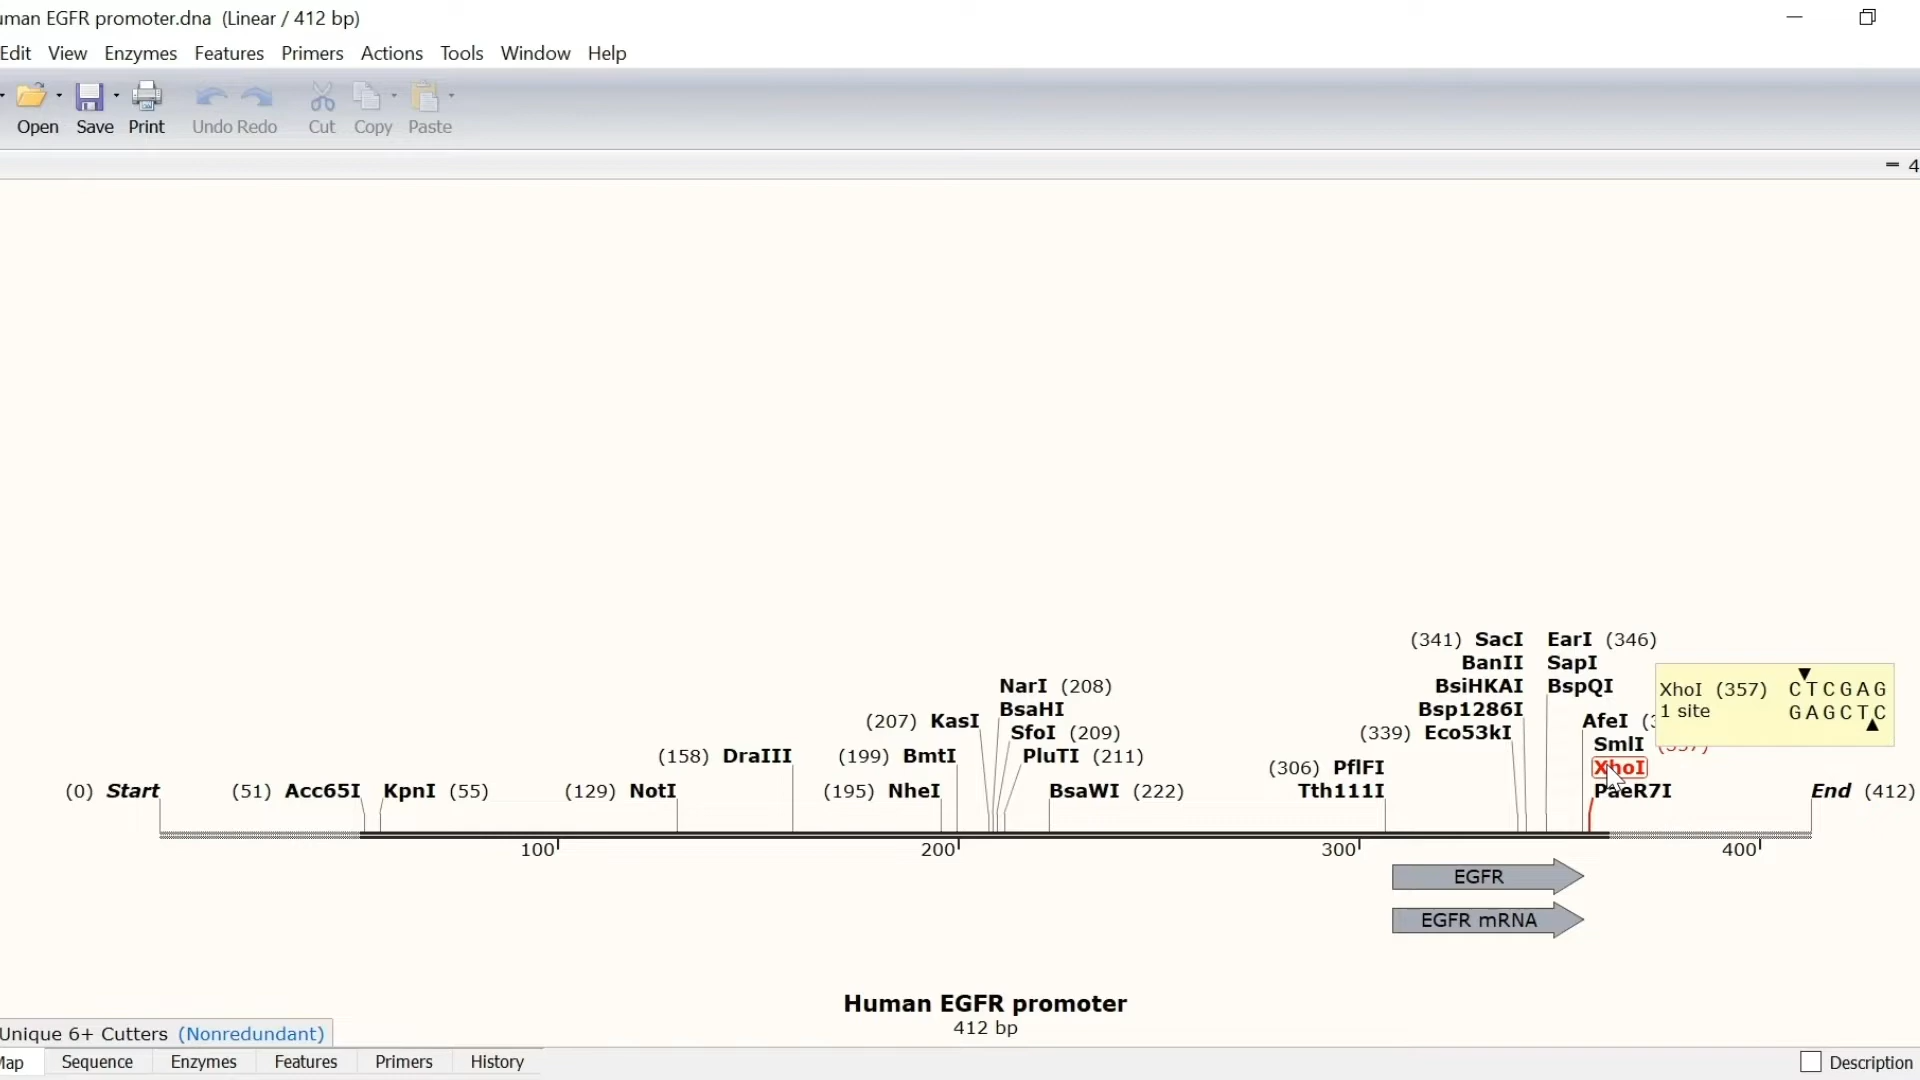 uman EGFR promoter.dna (Linear / 412 bp)
Edit View Enzymes Features Primers Actions Tools Window Help
Open Save Print Undo Redo Cut Copy Paste
= 4
(341) SacI EarI (346)
BanII SapI
NarI (208) BsiHKAI BspQI XhoI (357) CTCGAG
BsaHI Bsp1286I 1 site GAGCTC
(207) KasI AfeI
SfoI (209) (339) Eco53kI SmlI
(158) DraIII (199) BmtI PluTI (211) (306) PflFI XhoI
(0) Start (51) Acc65I KpnI (55) (129) NotI (195) NheI BsaWI (222) Tth111I PaeR7I End (412)
100 200 300 400
EGFR
EGFR mRNA
Human EGFR promoter
412 bp
Unique 6+ Cutters (Nonredundant)
Map Sequence Enzymes Features Primers History Description